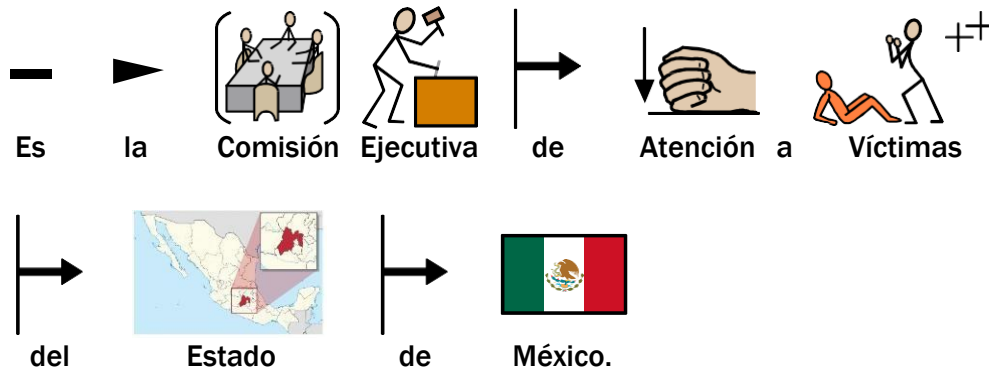 Es la Comisión Ejecutiva de Atención a Víctimas
del Estado de México.